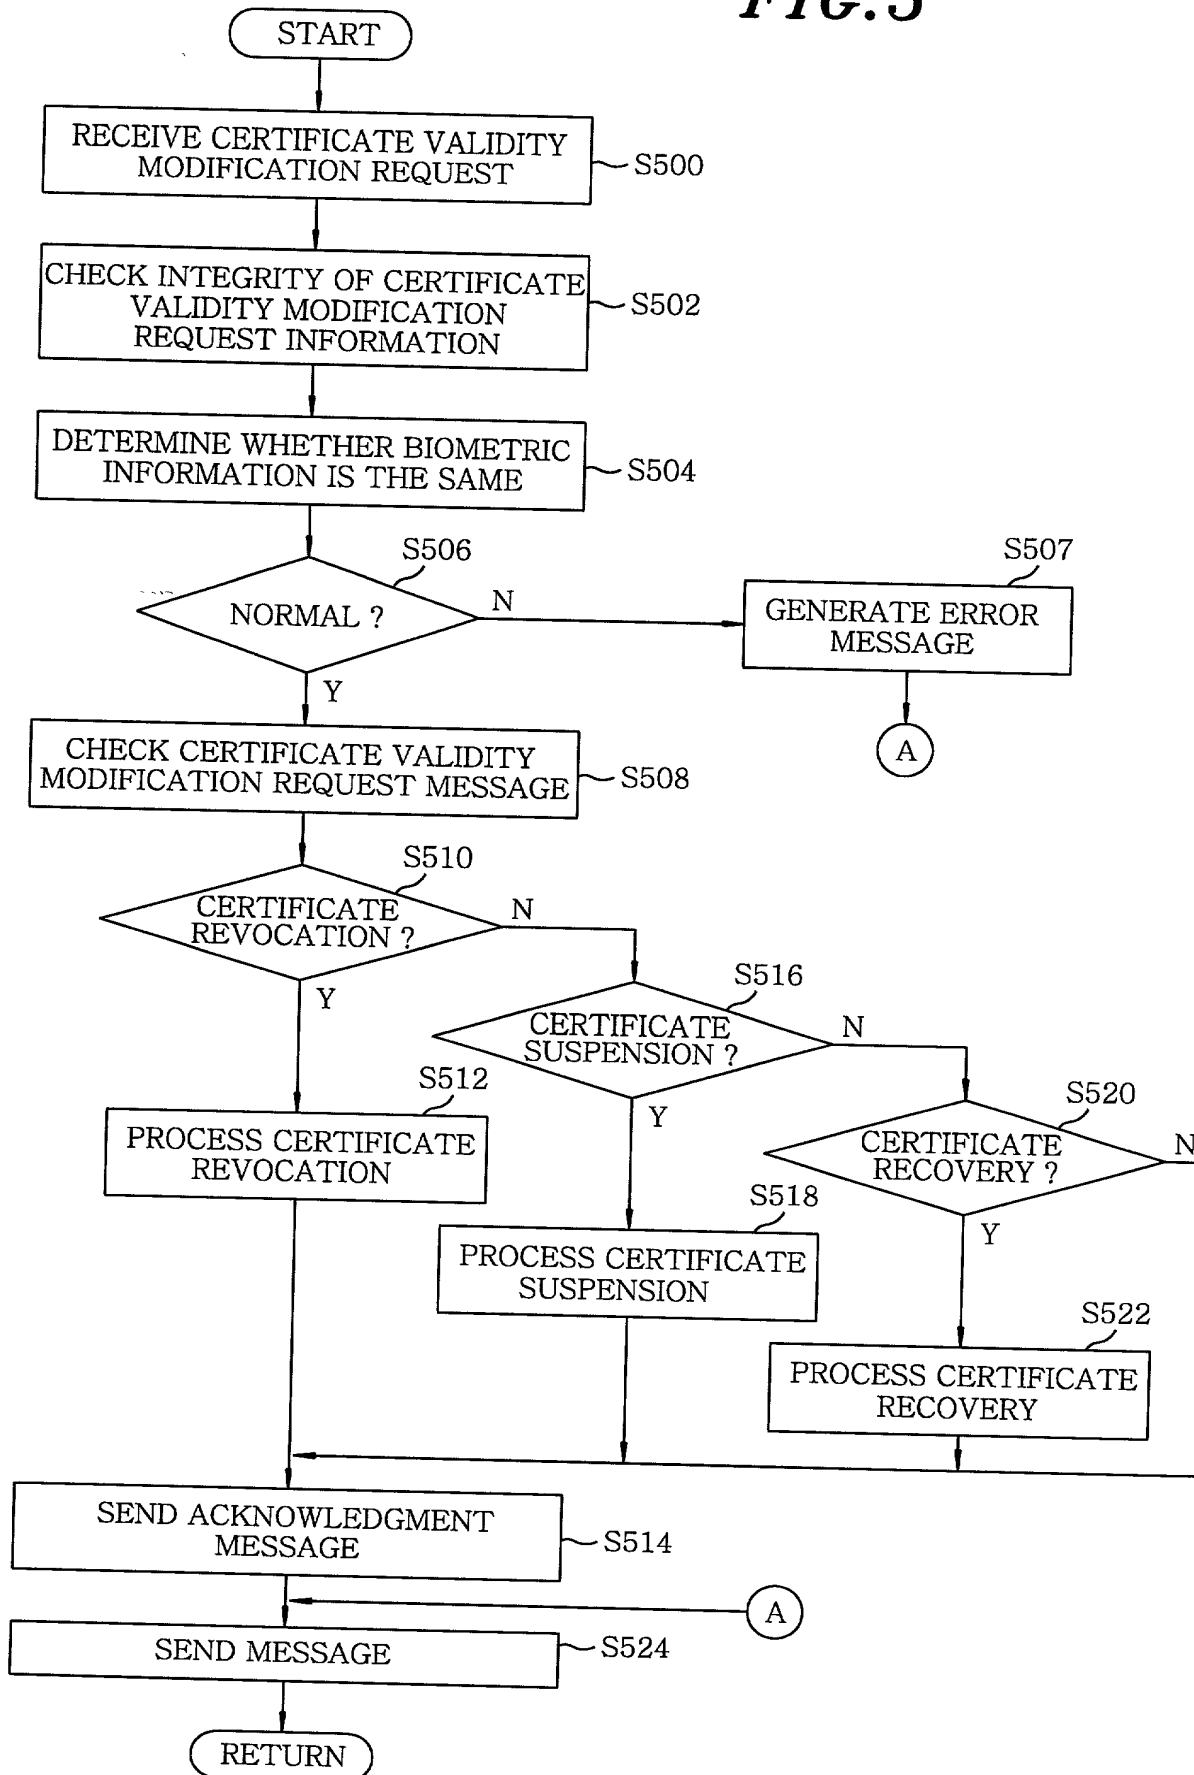 FIG. 5
START
RECEIVE CERTIFICATE VALIDITY
MODIFICATION REQUEST
S500
CHECK INTEGRITY OF CERTIFICATE
VALIDITY MODIFICATION
REQUEST INFORMATION
S502
DETERMINE WHETHER BIOMETRIC
INFORMATION IS THE SAME
S504
S506
NORMAL ?
N
Y
S507
GENERATE ERROR
MESSAGE
A
CHECK CERTIFICATE VALIDITY
MODIFICATION REQUEST MESSAGE
S508
S510
CERTIFICATE
REVOCATION ?
N
Y
S516
CERTIFICATE
SUSPENSION ?
N
Y
S512
PROCESS CERTIFICATE
REVOCATION
S520
CERTIFICATE
RECOVERY ?
N
Y
S518
PROCESS CERTIFICATE
SUSPENSION
S522
PROCESS CERTIFICATE
RECOVERY
SEND ACKNOWLEDGMENT
MESSAGE
S514
A
SEND MESSAGE
S524
RETURN